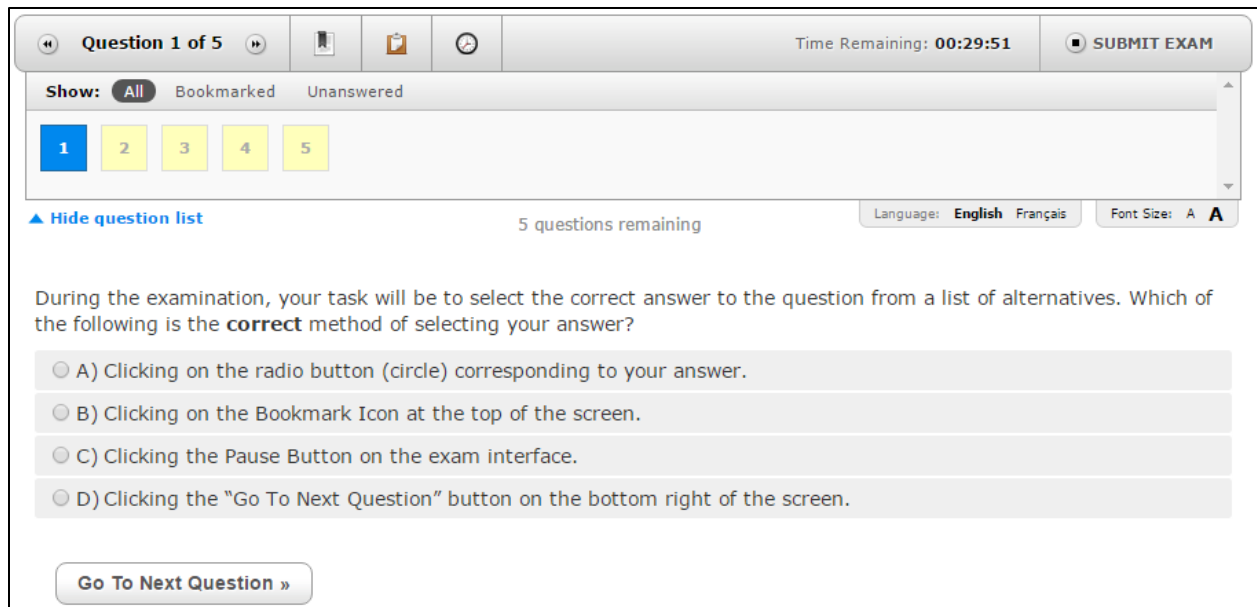 Question 1 of 5 Time Remaining: 00:29:51 SUBMIT EXAM
Show: All Bookmarked Unanswered
1 2 3 4 5
Hide question list 5 questions remaining Language: English Français Font Size: A A
During the examination, your task will be to select the correct answer to the question from a list of alternatives. Which of
the following is the correct method of selecting your answer?
A) Clicking on the radio button (circle) corresponding to your answer.
B) Clicking on the Bookmark Icon at the top of the screen.
C) Clicking the Pause Button on the exam interface.
D) Clicking the “Go To Next Question” button on the bottom right of the screen.
Go To Next Question »